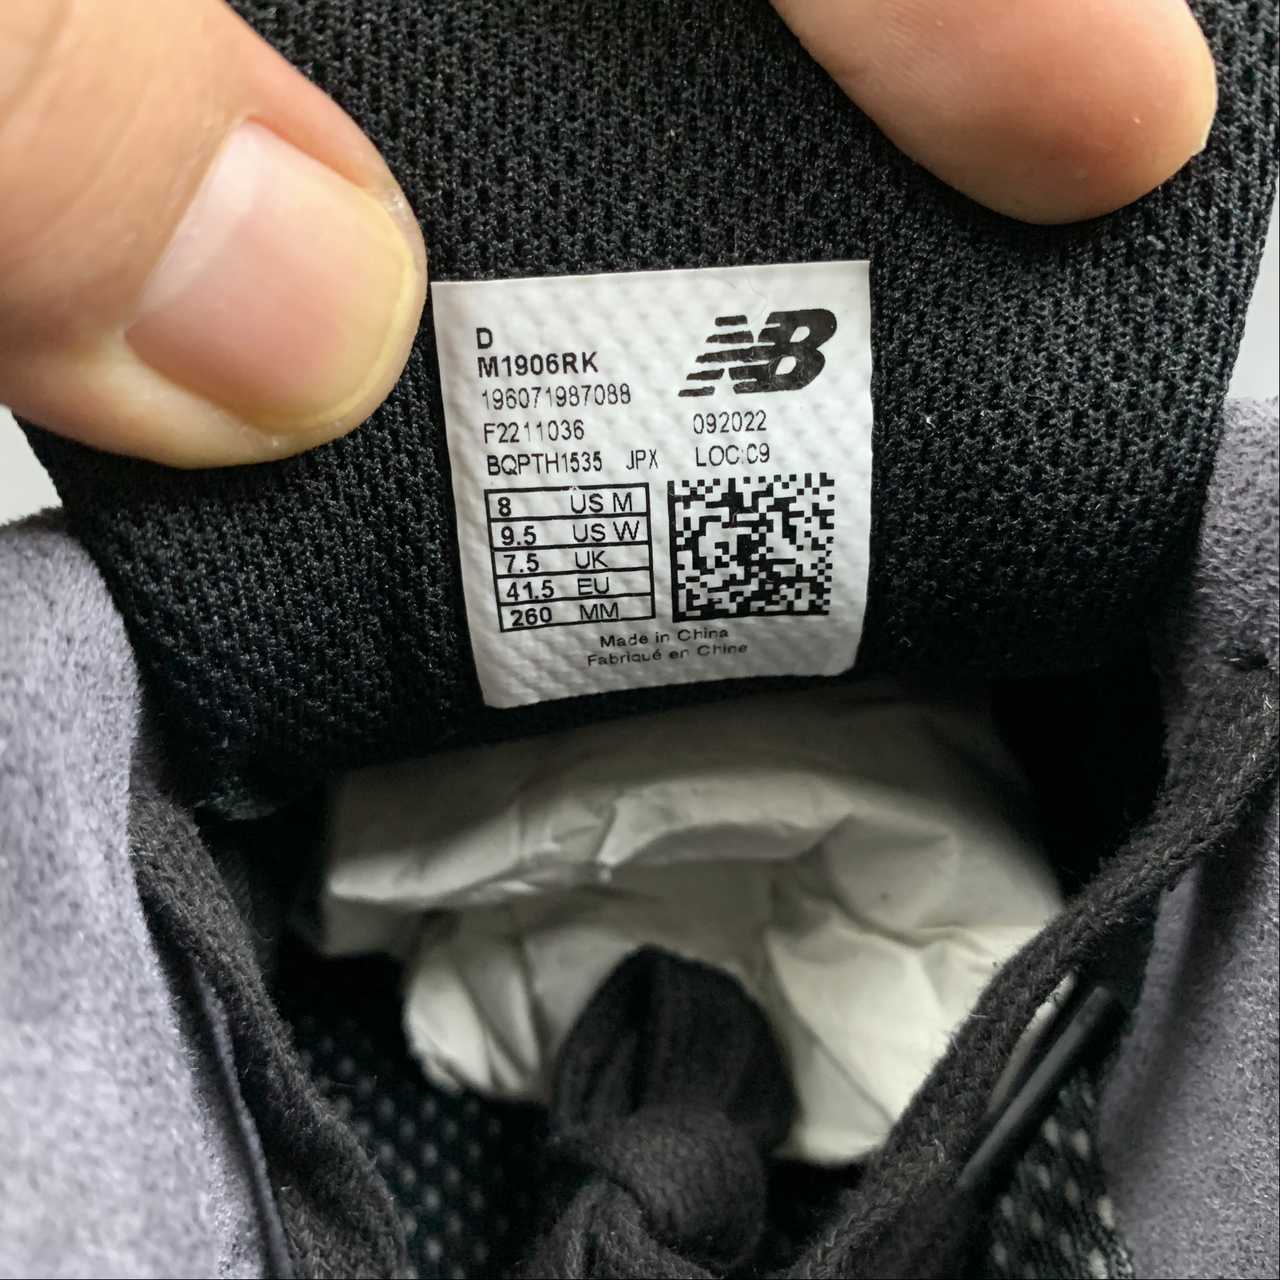 D
M1906RK
NB
196071987088
F2211036 092022
BQPTH1535 JPX LOC:C9
8 US M
9.5 US W
7.5 UK
41.5 EU
260 MM
Made in China
Fabriqué en Chine